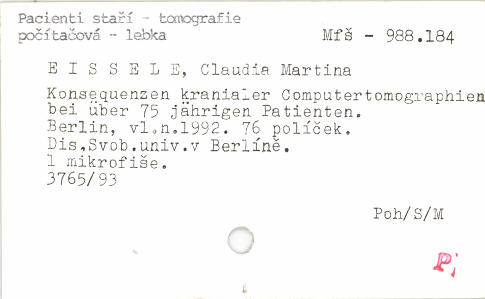 Pacienti staří - tomografie
počítačová - lebka
Mfš - 988.184
E I S S E L E, Claudia Martina
Konsequenzen kranialer Computertomographien
bei über 75 jährigen Patienten.
Berlin, vl.n.1992. 76 políček.
Dis.Svob.univ.v Berlíně.
1 mikrofiše.
3765/93
Poh/S/M
P